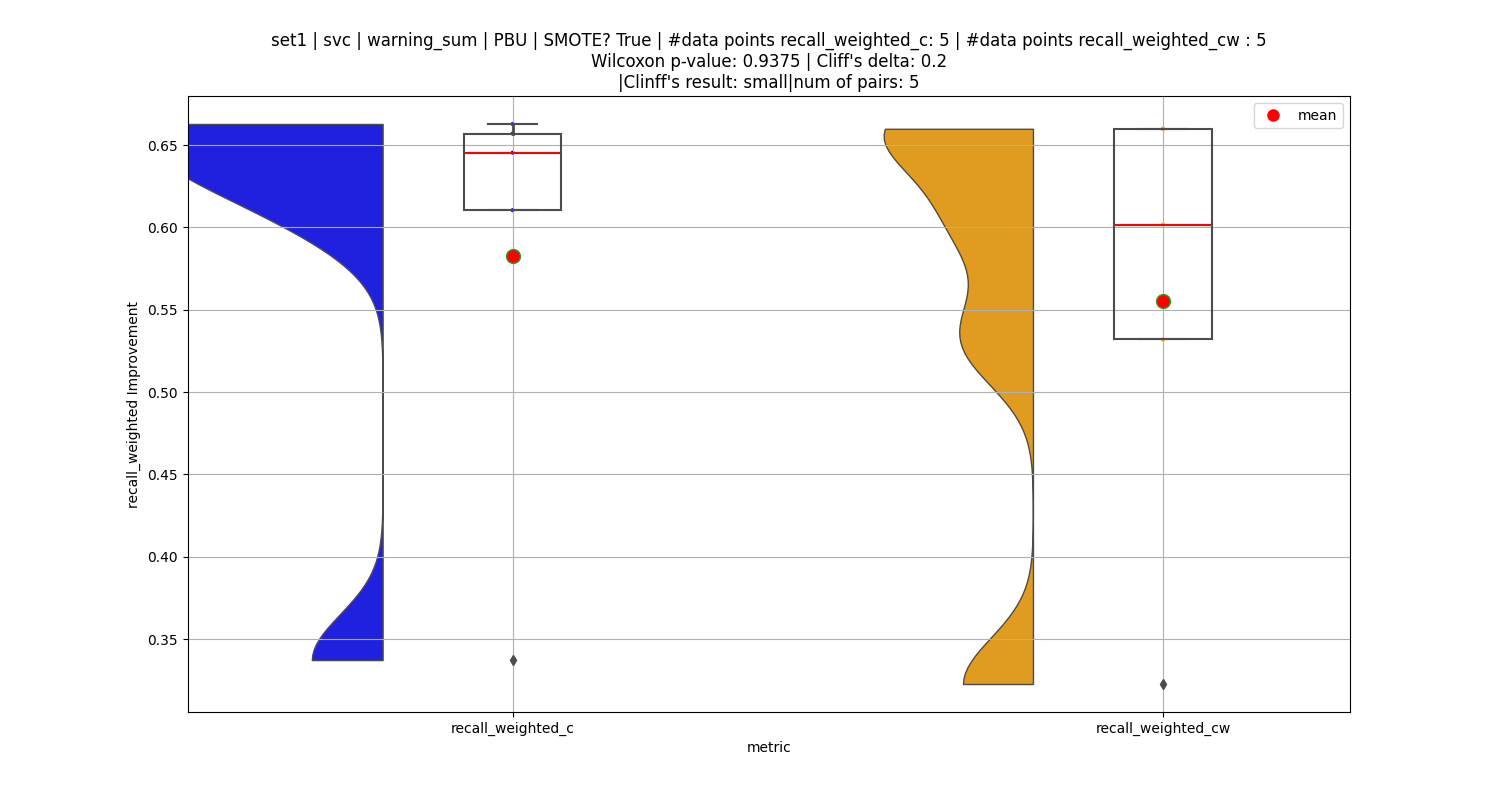 set1 | svc | warning_sum | PBU | SMOTE? True | #data points recall_weighted_c: 5 | #data points recall_weighted_cw : 5
Wilcoxon p-value: 0.9375 | Cliff's delta: 0.2
|Clinff's result: small|num of pairs: 5
mean
recall_weighted Improvement
0.65
0.60
0.55
0.50
0.45
0.40
0.35
recall_weighted_c
recall_weighted_cw
metric